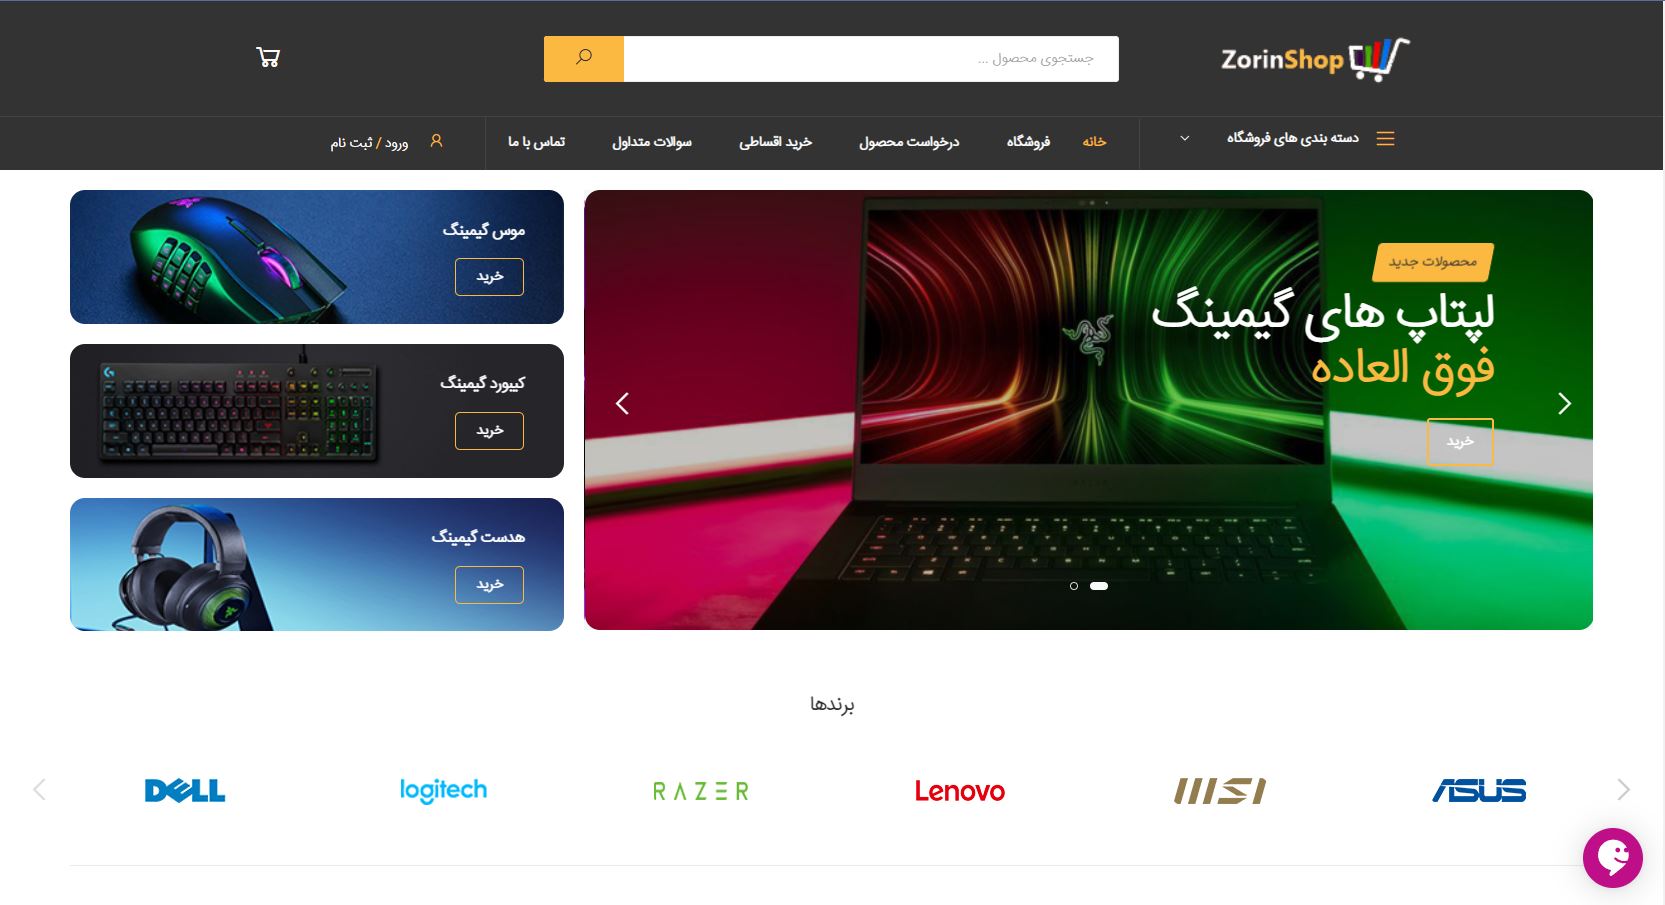 ZorinShop
جستجوی محصول ...
دسته بندی های فروشگاه
خانه
فروشگاه
درخواست محصول
خرید اقساطی
سوالات متداول
تماس با ما
ورود / ثبت نام
محصولات جدید
لپتاپ های گیمینگ
فوق العاده
خرید
موس گیمینگ
خرید
کیبورد گیمینگ
خرید
هدست گیمینگ
خرید
برندها
ASUS
msi
Lenovo
RAZER
logitech
DELL